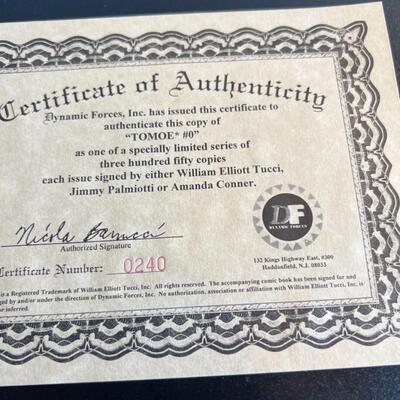 Certificate of Authenticity
Dynamic Forces, Inc. has issued this certificate to
authenticate this copy of
"TOMOE* #0"
as one of a specially limited series of
three hundred fifty copies
each issue signed by either William Elliott Tucci,
Jimmy Palmiotti or Amanda Conner.
DF
DYNAMIC FORCES
Authorized Signature
132 Kings Highway East, #300
Haddonfield, N.J. 08033
Certificate Number: 0240
is a Registered Trademark of William Elliott Tucci, Inc. All rights reserved. The accompanying comic book has been signed for and
by and/or under the direction of Dynamic Forces, Inc. No authorization, association or affiliation with William Elliott Tucci, Inc.
or inferred.